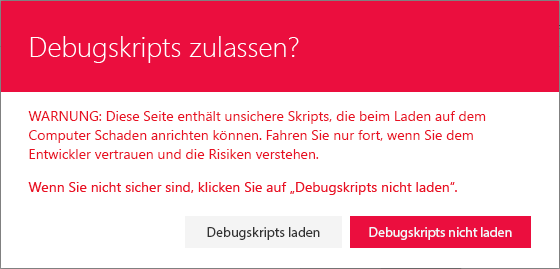 Debugskripts zulassen?
WARNUNG: Diese Seite enthält unsichere Skripts, die beim Laden auf dem
Computer Schaden anrichten können. Fahren Sie nur fort, wenn Sie dem
Entwickler vertrauen und die Risiken verstehen.
Wenn Sie nicht sicher sind, klicken Sie auf „Debugskripts nicht laden“.
Debugskripts laden
Debugskripts nicht laden